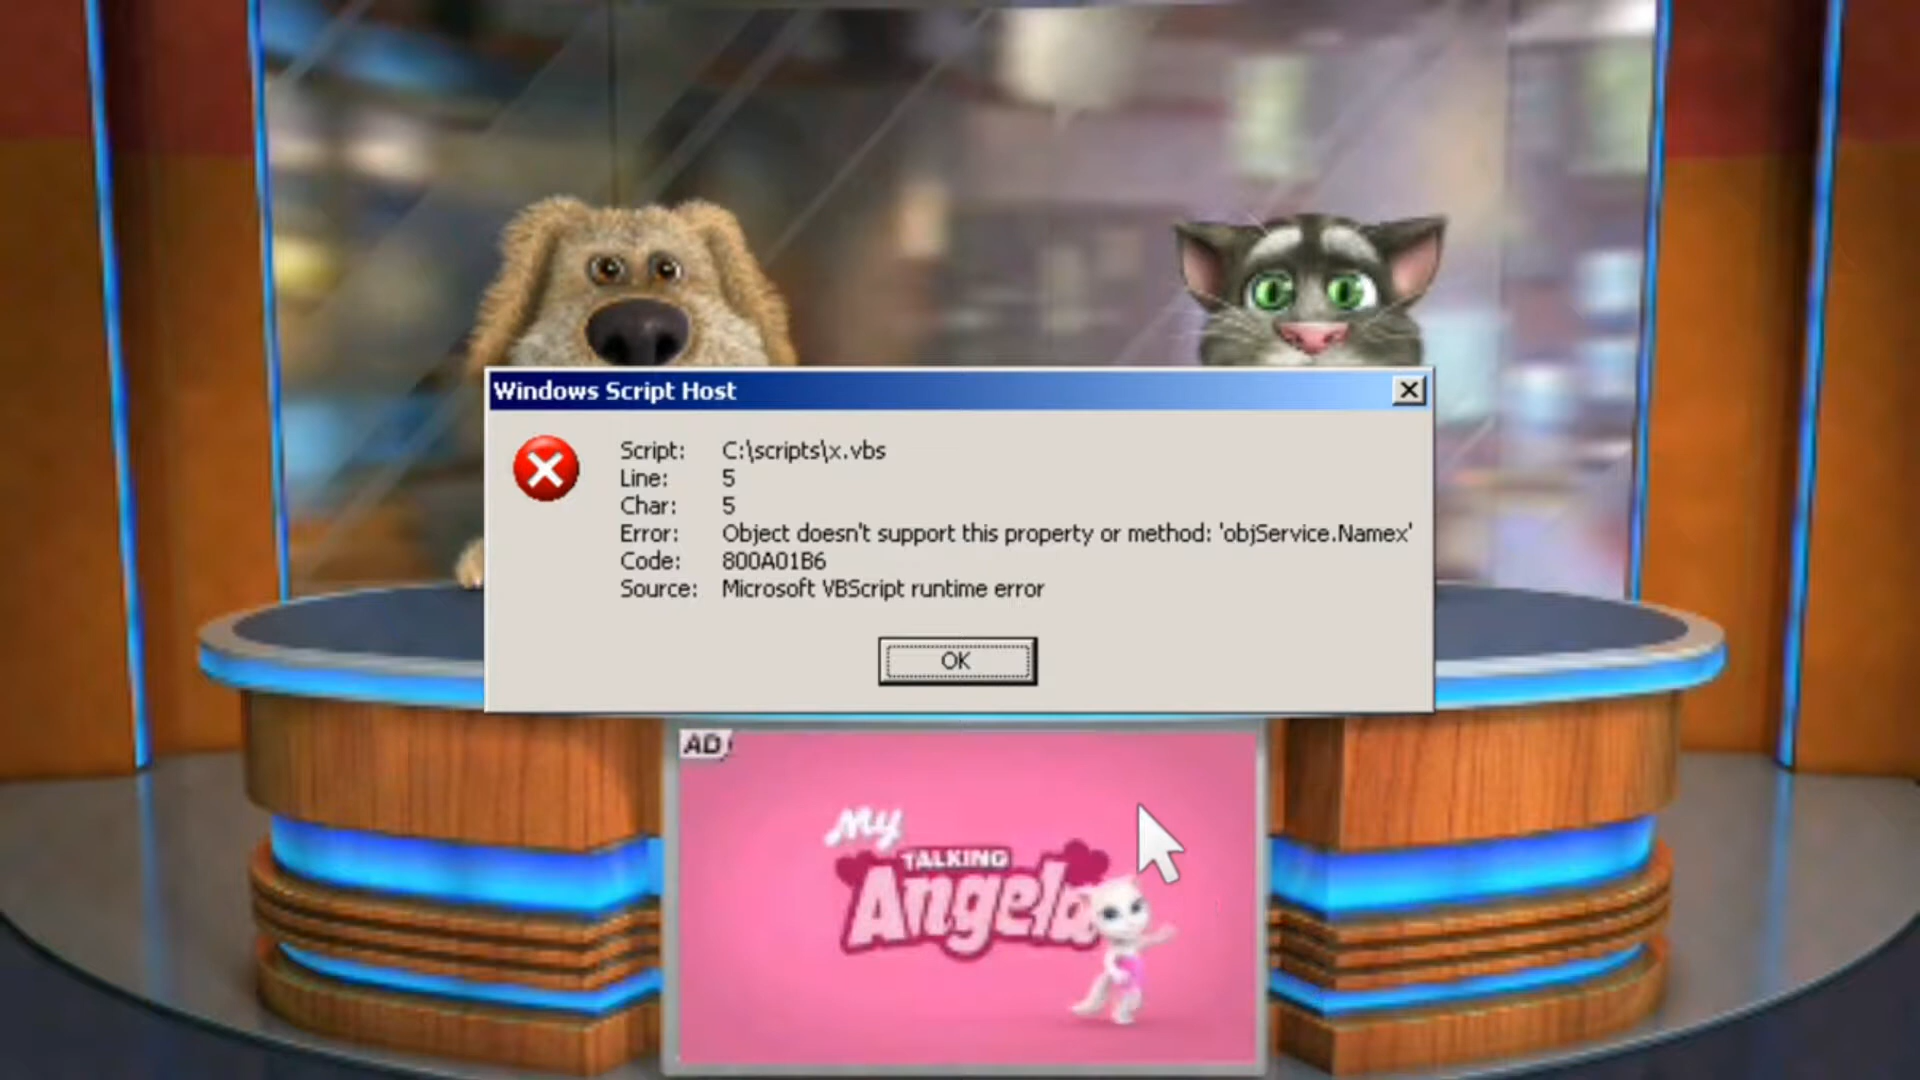 Windows Script Host
Script: C:\scripts\x.vbs
Line: 5
Char: 5
Error: Object doesn't support this property or method: 'objService.Namex'
Code: 800A01B6
Source: Microsoft VBScript runtime error
OK
AD
My
TALKING
Angela